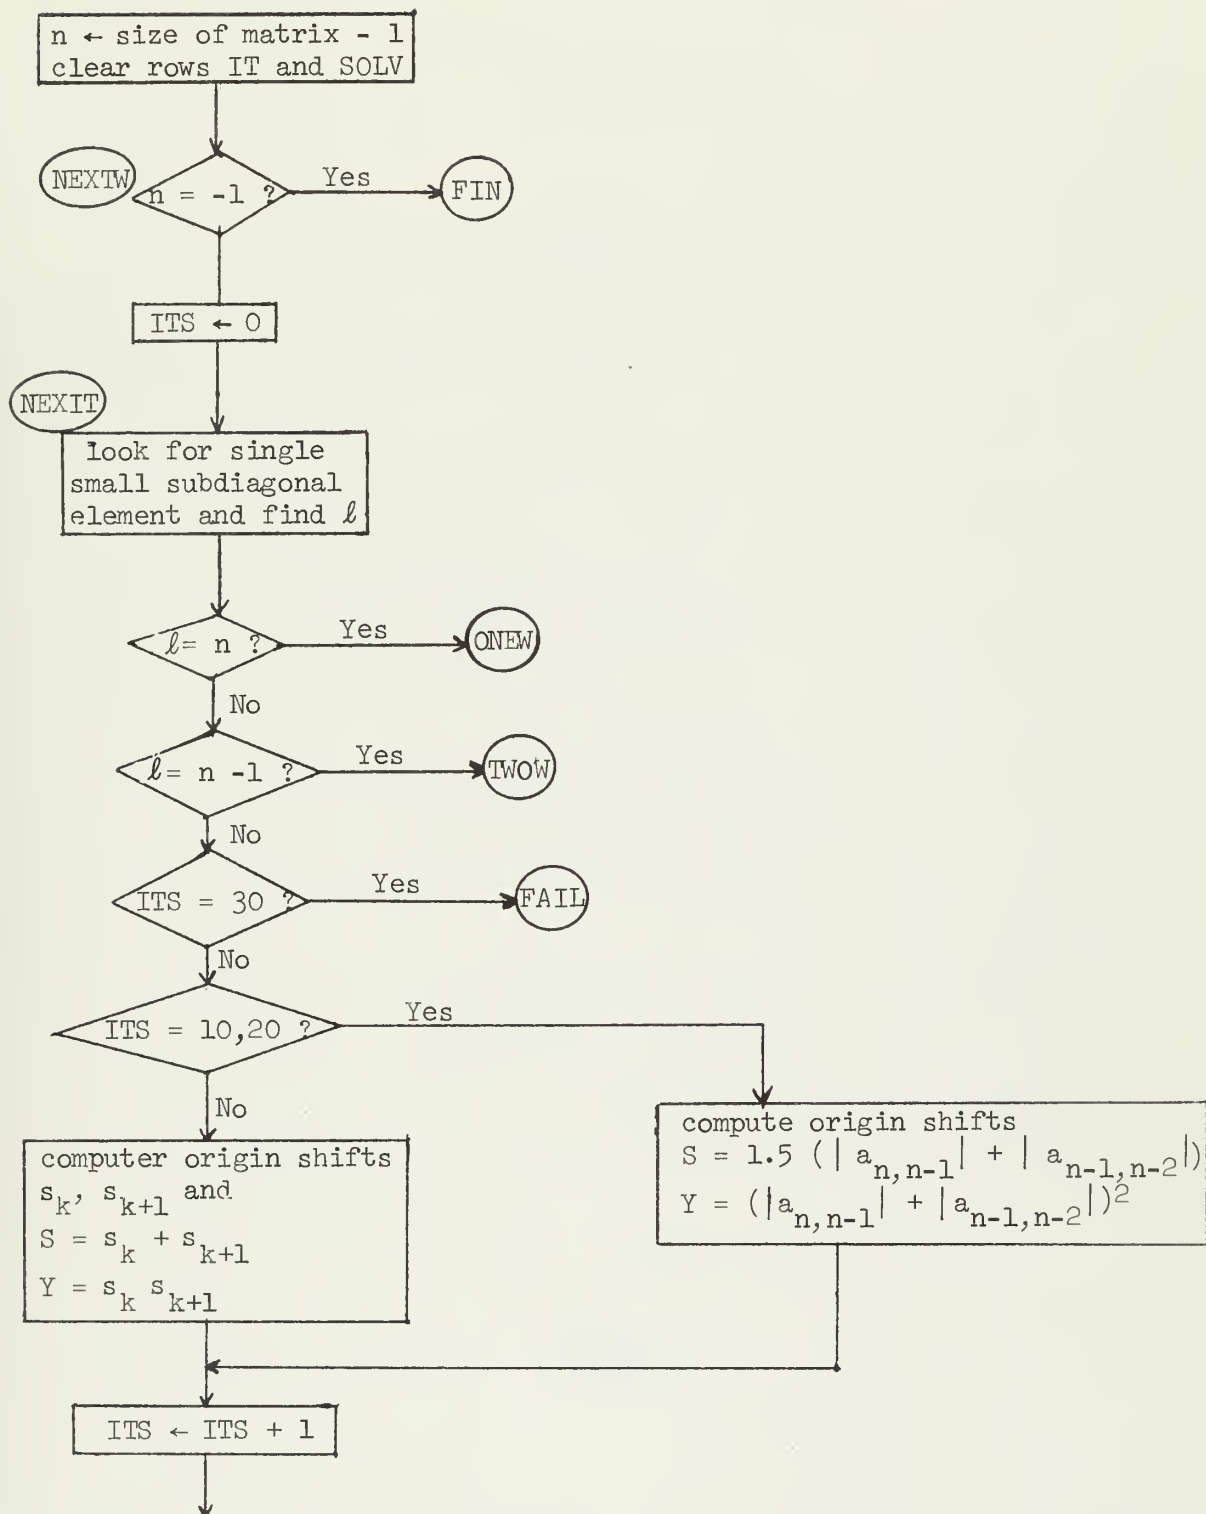 n ← size of matrix - 1
clear rows IT and SOLV
NEXTW
n = -1 ?
Yes
FIN
ITS ← 0
NEXIT
look for single
small subdiagonal
element and find ℓ
ℓ= n ?
Yes
ONEW
No
ℓ= n -1 ?
Yes
TWOW
No
ITS = 30 ?
Yes
FAIL
No
ITS = 10,20 ?
Yes
No
computer origin shifts
s_k, s_{k+1} and
S = s_k + s_{k+1}
Y = s_k s_{k+1}
compute origin shifts
S = 1.5 (|a_{n,n-1}| + |a_{n-1,n-2}|)
Y = (|a_{n,n-1}| + |a_{n-1,n-2}|)²
ITS ← ITS + 1